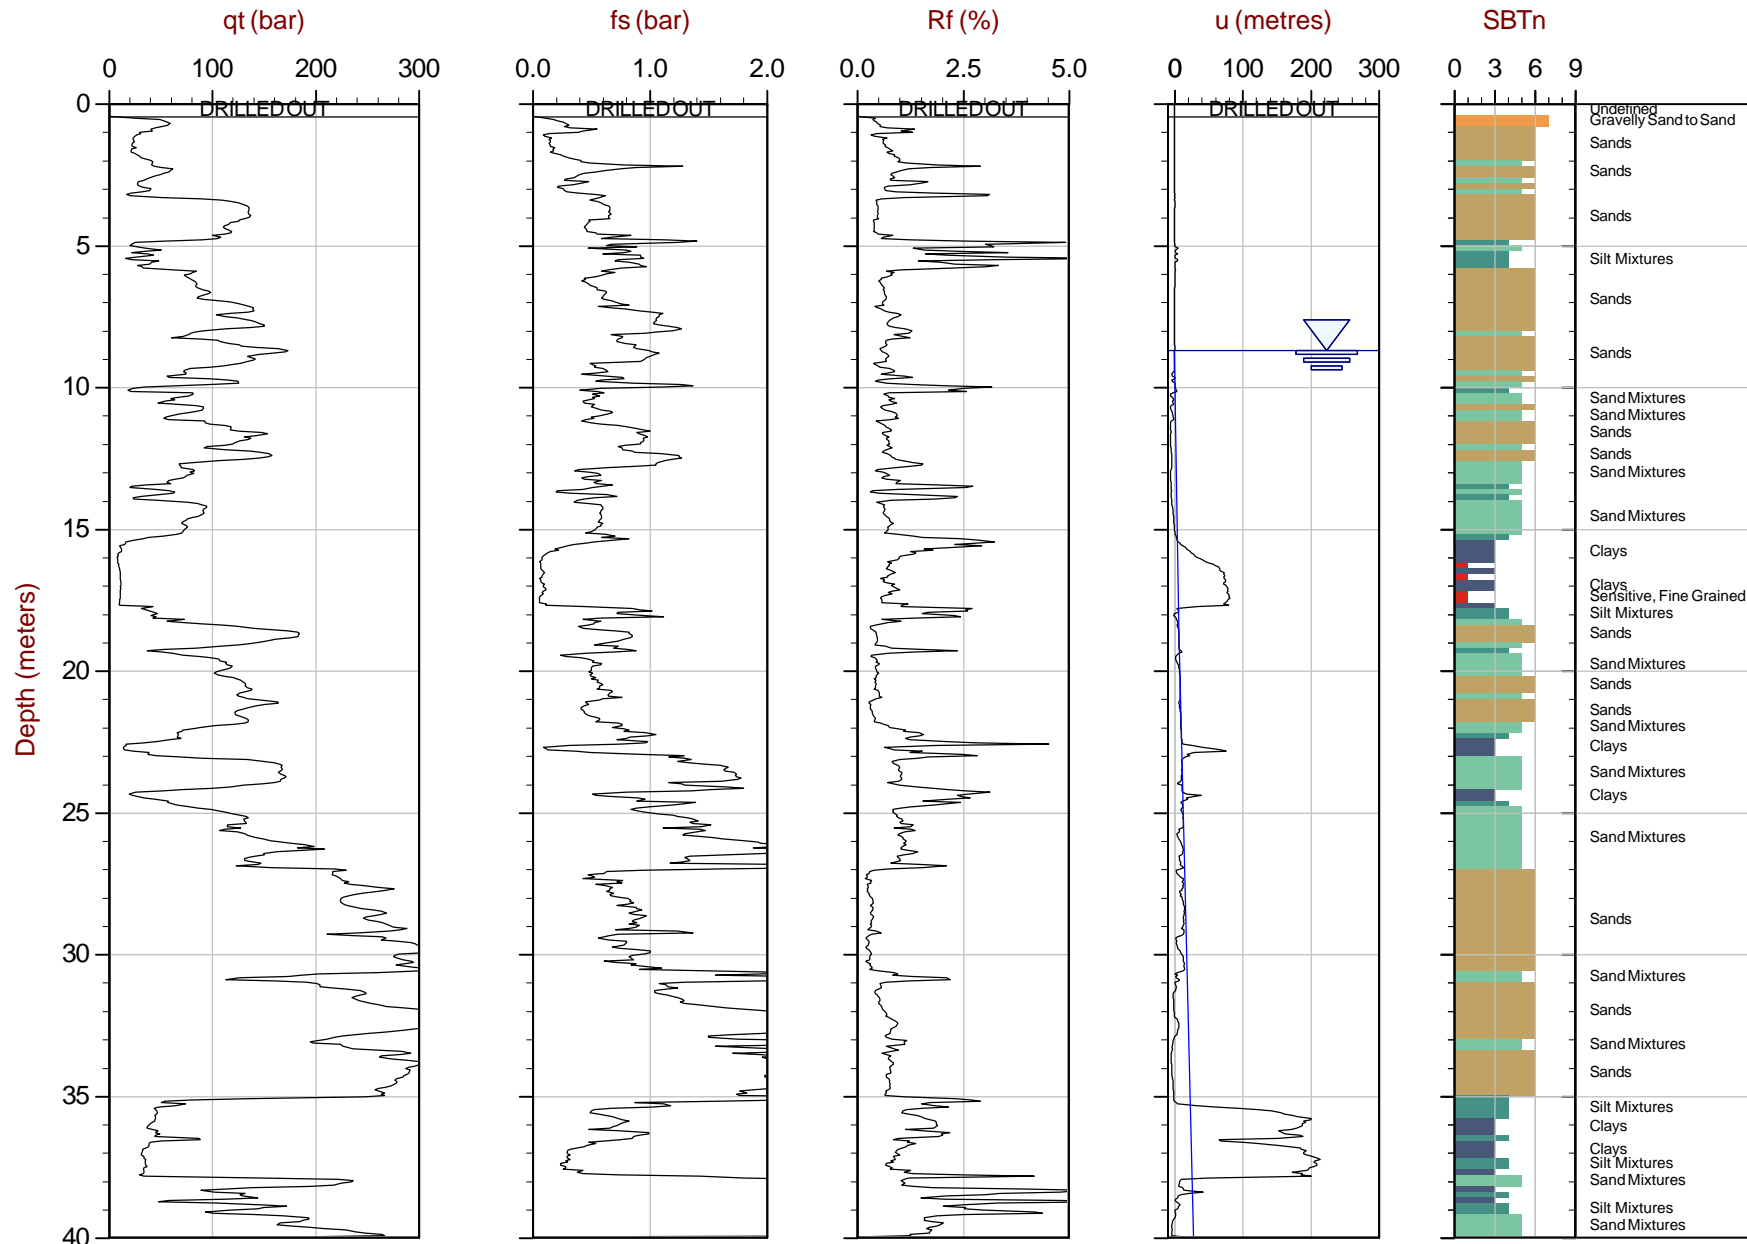 qt (bar) fs (bar) Rf (%) u (metres) SBTn
0 100 200 300 0.0 1.0 2.0 0.0 2.5 5.0 0 100 200 300 0 3 6 9
0 DRILLED OUT DRILLED OUT DRILLED OUT DRILLED OUT
Undefined
Gravelly Sand to Sand
Sands
Sands
Sands
5
Silt Mixtures
Sands
Sands
10
Sand Mixtures
Sand Mixtures
Sands
Sands
Sand Mixtures
Sand Mixtures
15
Clays
Clays
Sensitive, Fine Grained
Silt Mixtures
Sands
Sand Mixtures
20
Sands
Sands
Sand Mixtures
Clays
Sand Mixtures
Clays
25
Sand Mixtures
Sands
30
Sand Mixtures
Sands
Sand Mixtures
Sands
35
Silt Mixtures
Clays
Clays
Silt Mixtures
Sand Mixtures
Silt Mixtures
Sand Mixtures
40
Depth (meters)